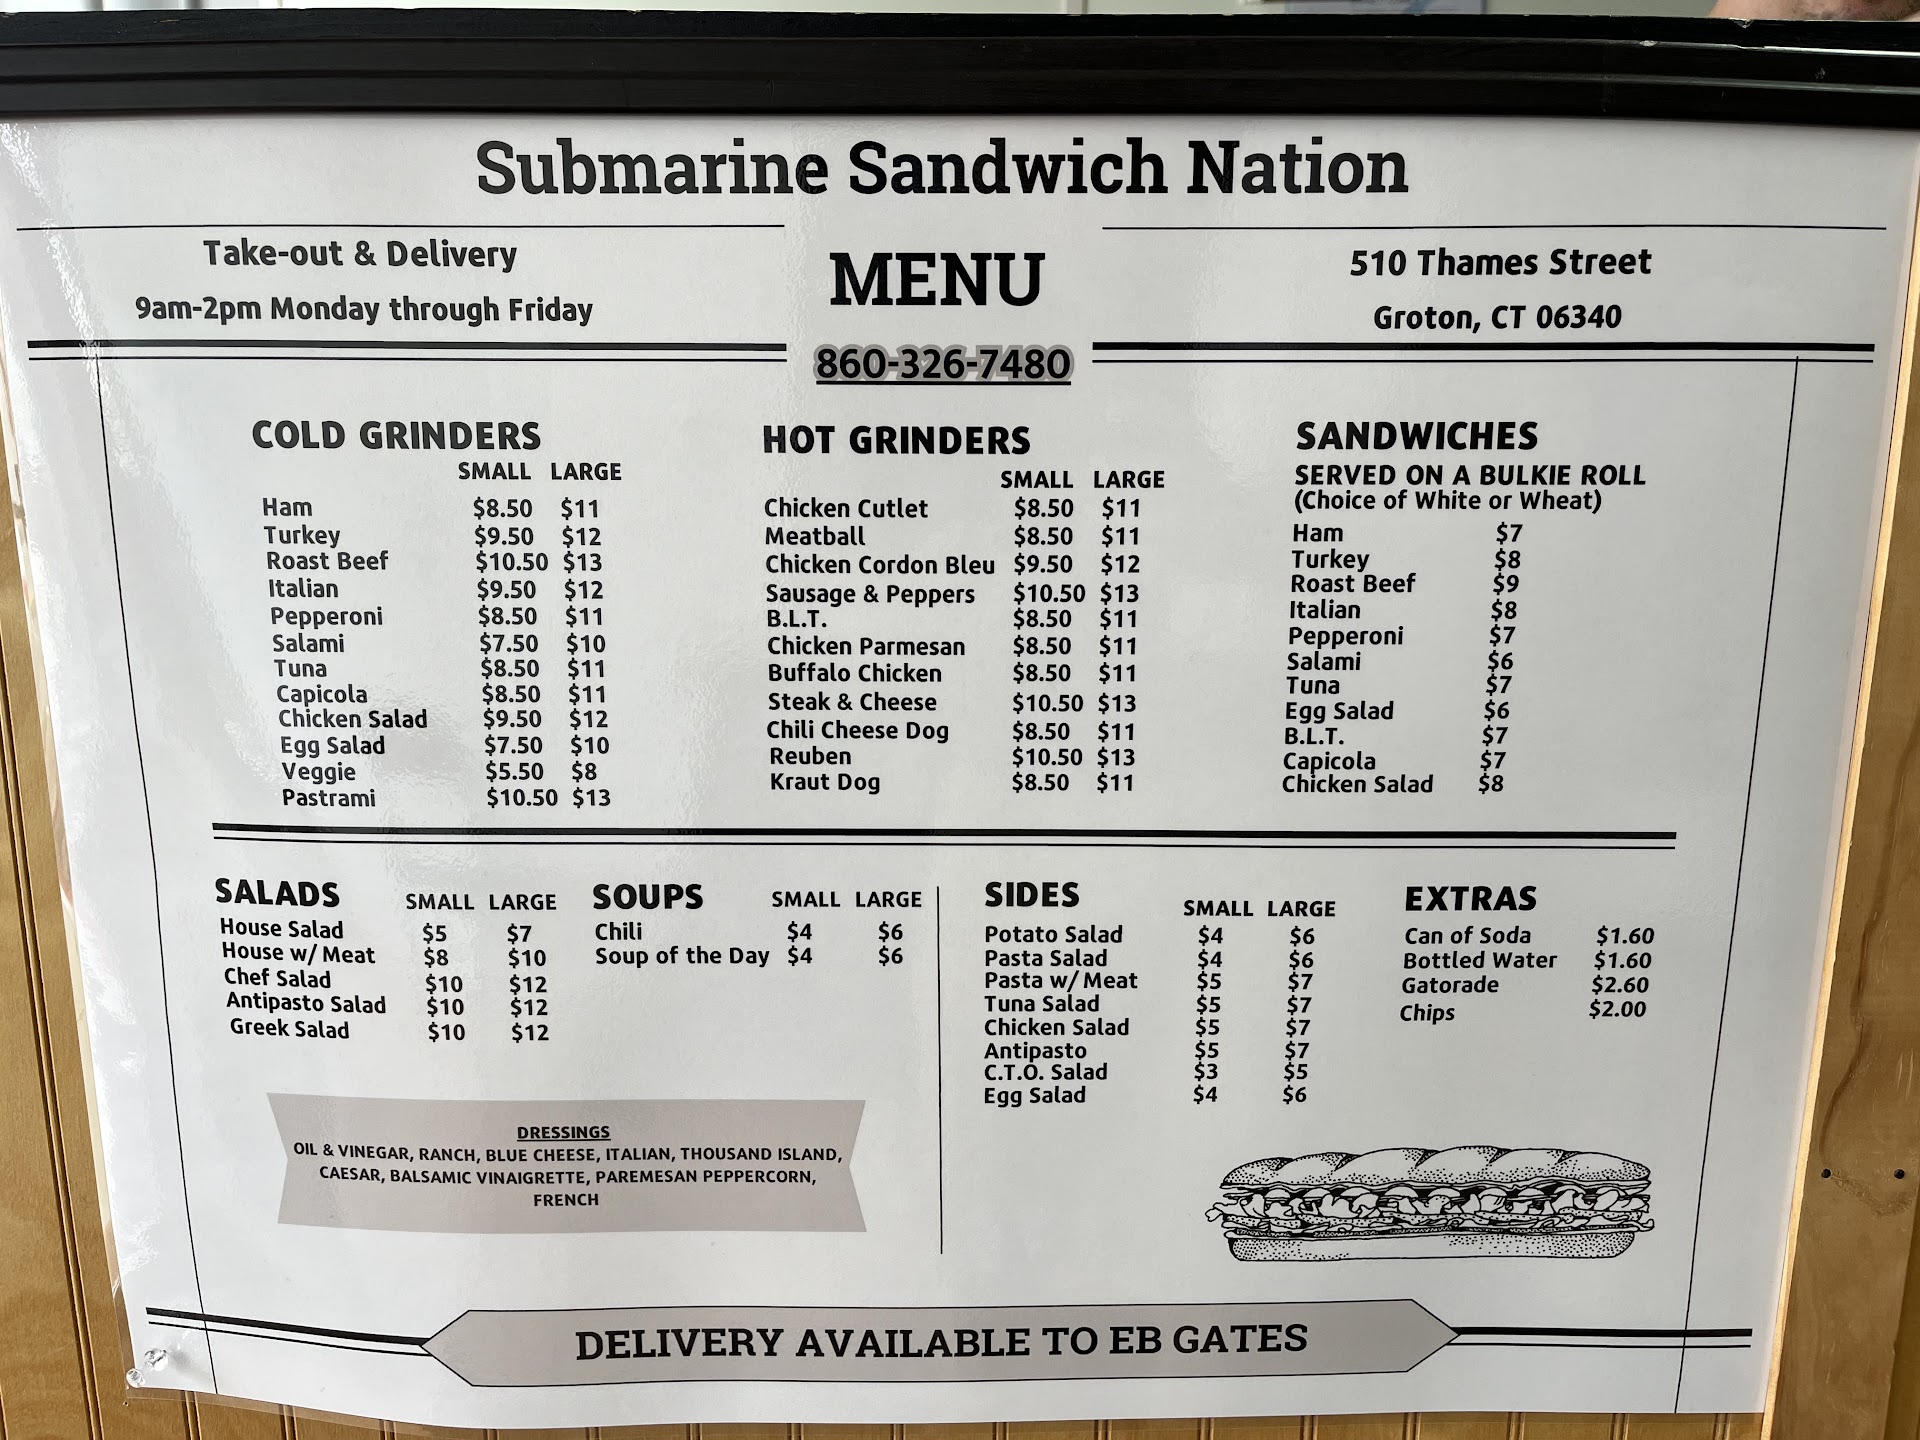 Submarine Sandwich Nation
Take-out & Delivery
9am-2pm Monday through Friday
MENU
860-326-7480
510 Thames Street
Groton, CT 06340
COLD GRINDERS
SMALL LARGE
Ham $8.50 $11
Turkey $9.50 $12
Roast Beef $10.50 $13
Italian $9.50 $12
Pepperoni $8.50 $11
Salami $7.50 $10
Tuna $8.50 $11
Capicola $8.50 $11
Chicken Salad $9.50 $12
Egg Salad $7.50 $10
Veggie $5.50 $8
Pastrami $10.50 $13
HOT GRINDERS
SMALL LARGE
Chicken Cutlet $8.50 $11
Meatball $8.50 $11
Chicken Cordon Bleu $9.50 $12
Sausage & Peppers $10.50 $13
B.L.T. $8.50 $11
Chicken Parmesan $8.50 $11
Buffalo Chicken $8.50 $11
Steak & Cheese $10.50 $13
Chili Cheese Dog $8.50 $11
Reuben $10.50 $13
Kraut Dog $8.50 $11
SANDWICHES
SERVED ON A BULKIE ROLL
(Choice of White or Wheat)
Ham $7
Turkey $8
Roast Beef $9
Italian $8
Pepperoni $7
Salami $6
Tuna $7
Egg Salad $6
B.L.T. $7
Capicola $7
Chicken Salad $8
SALADS SMALL LARGE
House Salad $5 $7
House w/ Meat $8 $10
Chef Salad $10 $12
Antipasto Salad $10 $12
Greek Salad $10 $12
SOUPS SMALL LARGE
Chili $4 $6
Soup of the Day $4 $6
DRESSINGS
OIL & VINEGAR, RANCH, BLUE CHEESE, ITALIAN, THOUSAND ISLAND,
CAESAR, BALSAMIC VINAIGRETTE, PAREMESAN PEPPERCORN,
FRENCH
SIDES SMALL LARGE
Potato Salad $4 $6
Pasta Salad $4 $6
Pasta w/ Meat $5 $7
Tuna Salad $5 $7
Chicken Salad $5 $7
Antipasto $5 $7
C.T.O. Salad $3 $5
Egg Salad $4 $6
EXTRAS
Can of Soda $1.60
Bottled Water $1.60
Gatorade $2.60
Chips $2.00
DELIVERY AVAILABLE TO EB GATES